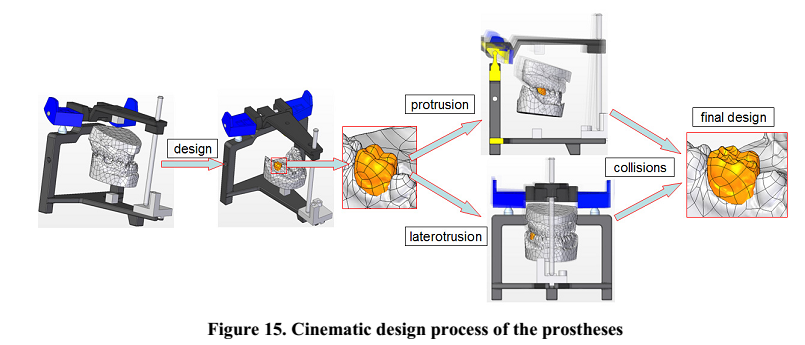 protrusion
final design
design
collisions
laterotrusion
Figure 15. Cinematic design process of the prostheses